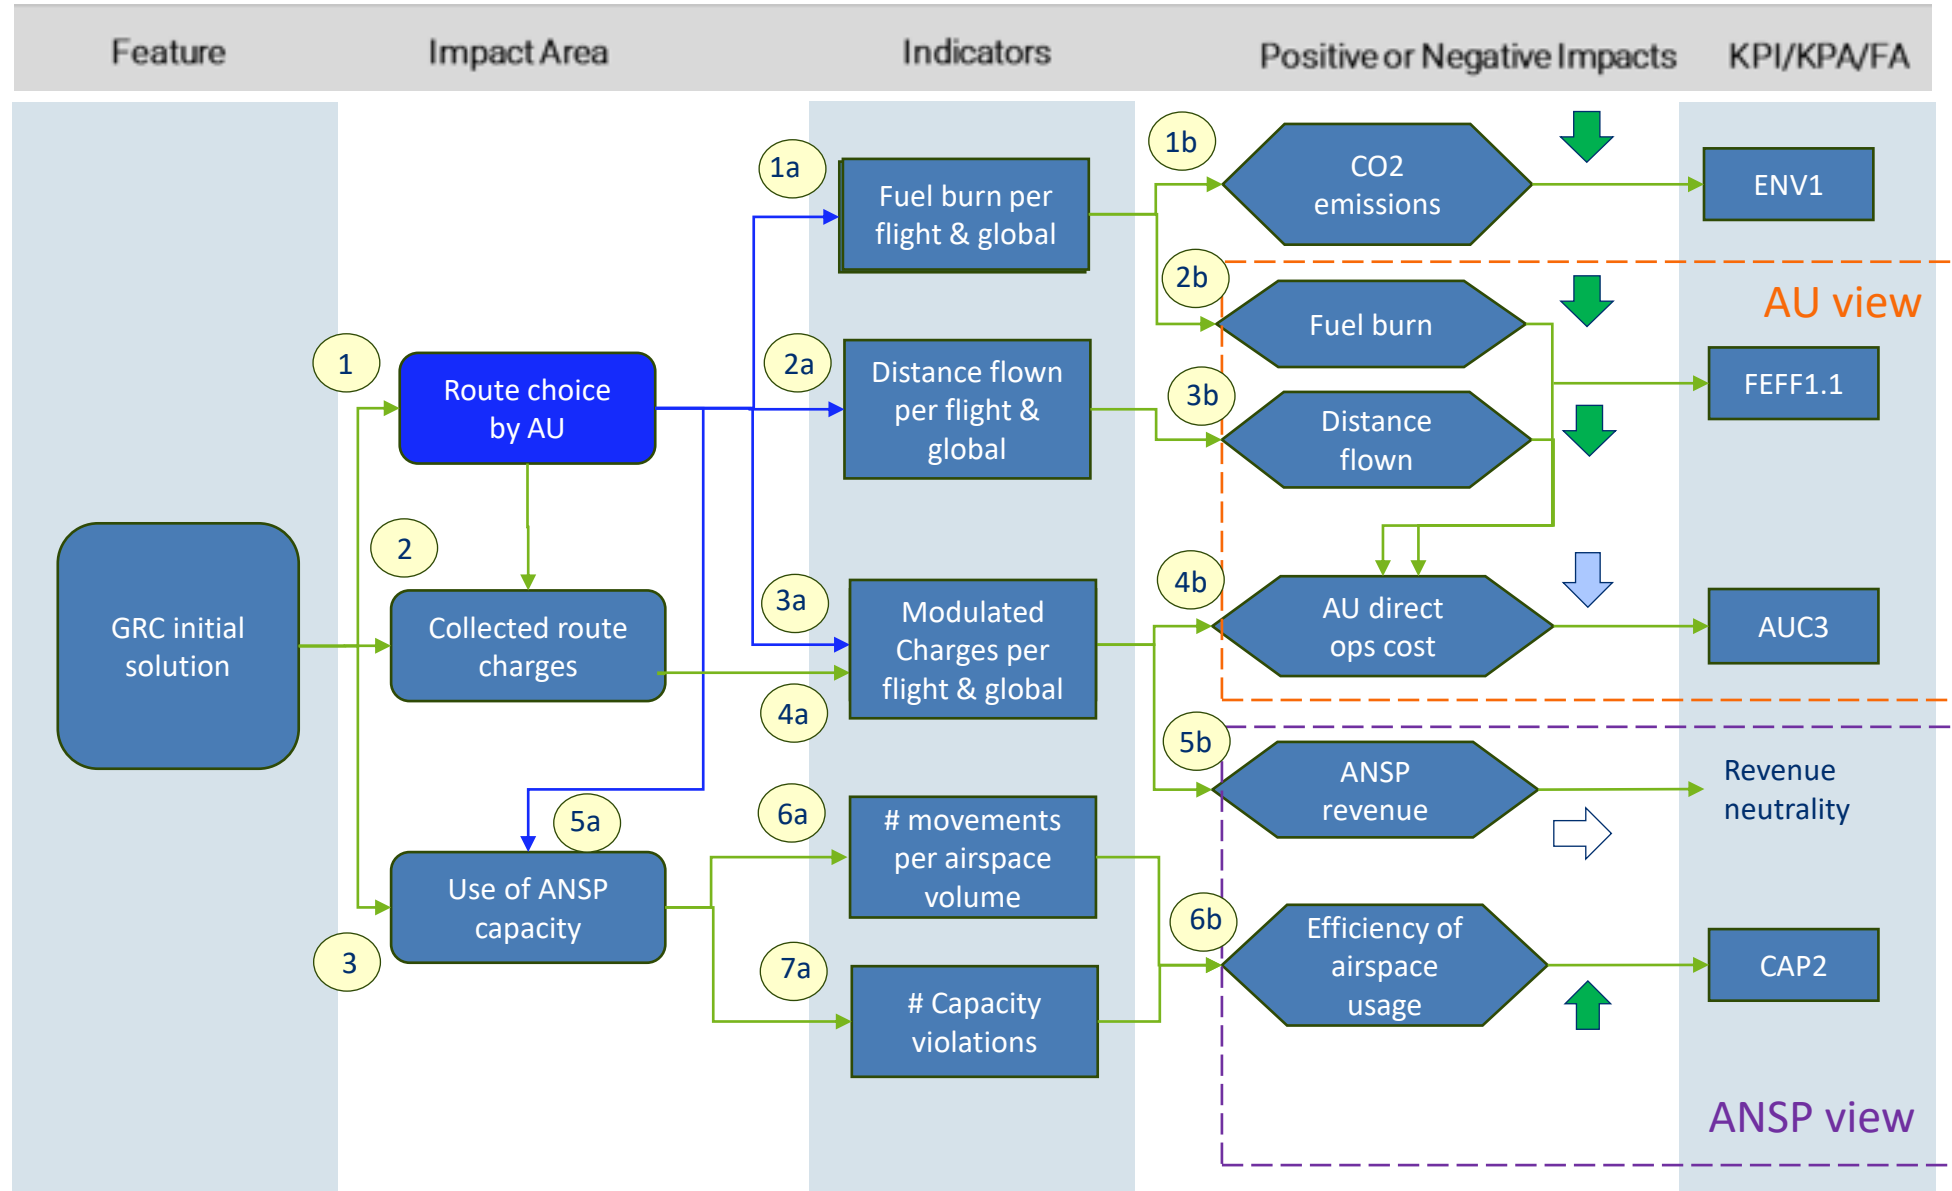 Feature
Impact Area
Indicators
Positive or Negative Impacts
KPI/KPA/FA
GRC initial
solution
1
Route choice
by AU
2
Collected route
charges
5a
Use of ANSP
capacity
3
1a
Fuel burn per
flight & global
2a
Distance flown
per flight &
global
3a
Modulated
Charges per
flight & global
4a
6a
# movements
per airspace
volume
7a
# Capacity
violations
1b
CO2
emissions
2b
Fuel burn
3b
Distance
flown
4b
AU direct
ops cost
5b
ANSP
revenue
6b
Efficiency of
airspace
usage
ENV1
AU view
FEFF1.1
AUC3
Revenue
neutrality
CAP2
ANSP view